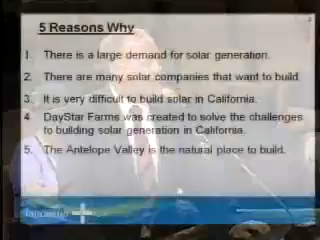 5 Reasons Why
1. There is a large demand for solar generation.
2. There are many solar companies that want to build
3. It is very difficult to build solar in California.
4 DayStar Farms was created to solve the challenges
to building solar generation in California.
5. The Antelope Valley is the natural place to build.